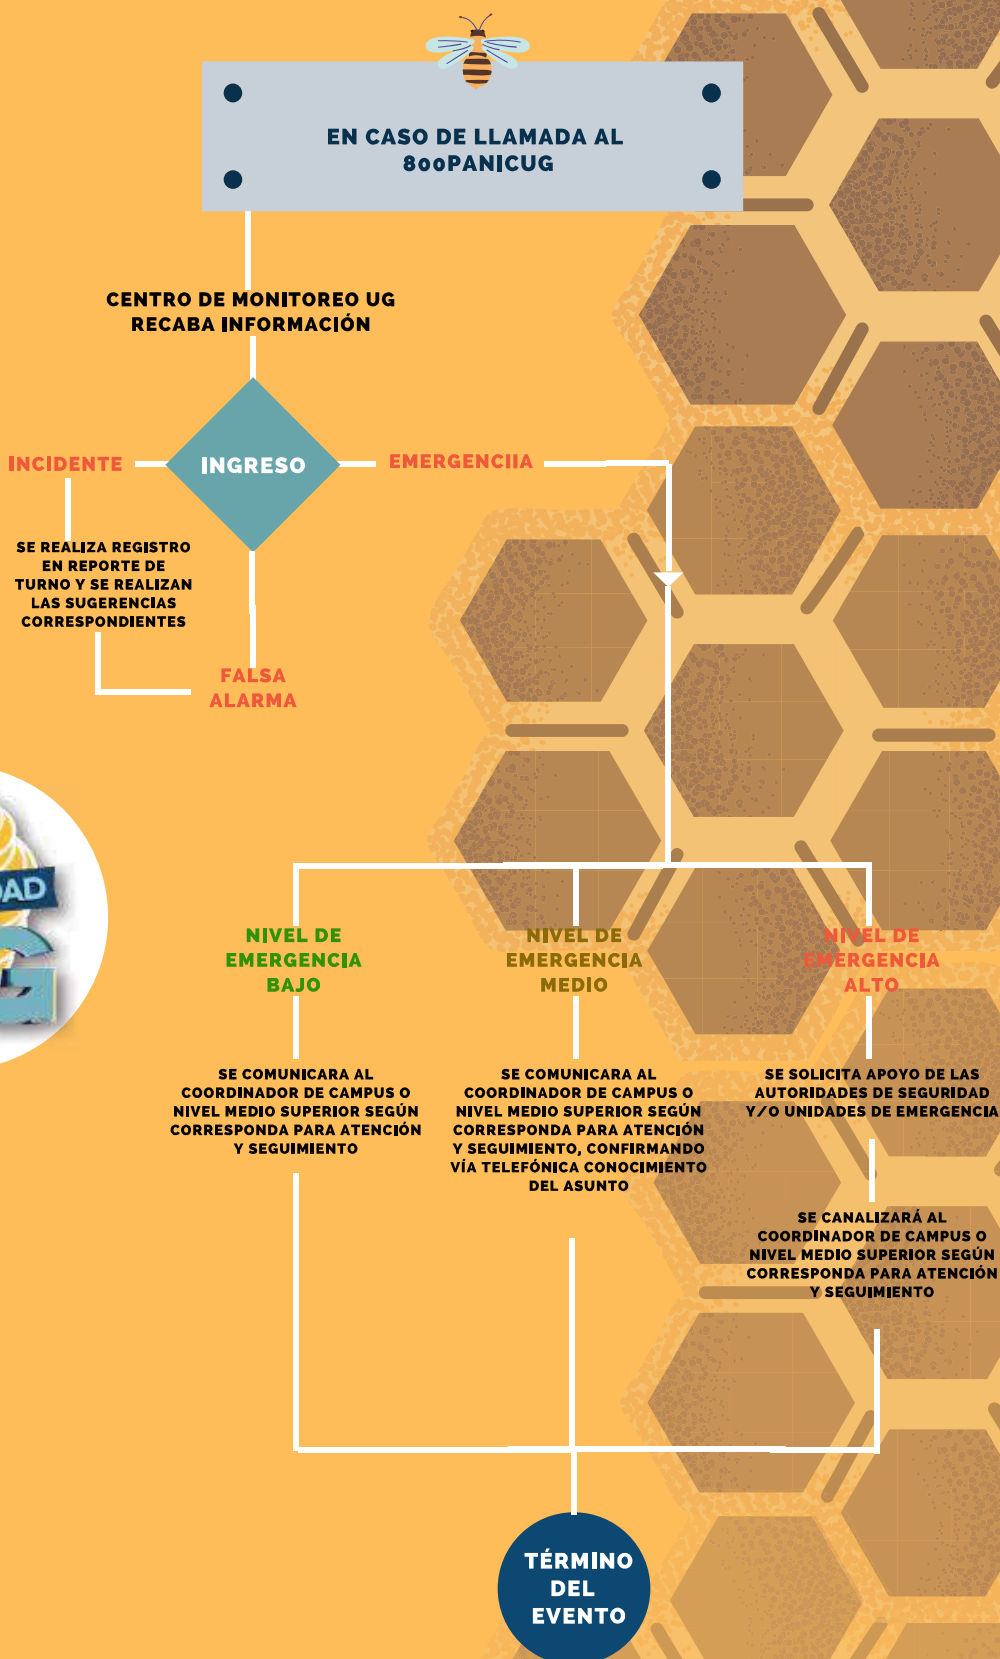 EN CASO DE LLAMADA AL
800PANICUG
CENTRO DE MONITOREO UG
RECABA INFORMACIÓN
INCIDENTE
INGRESO
EMERGENCIIA
SE REALIZA REGISTRO
EN REPORTE DE
TURNO Y SE REALIZAN
LAS SUGERENCIAS
CORRESPONDIENTES
FALSA
ALARMA
DAD
G
NIVEL DE
EMERGENCIA
BAJO
NIVEL DE
EMERGENCIA
MEDIO
NIVEL DE
EMERGENCIA
ALTO
SE COMUNICARA AL
COORDINADOR DE CAMPUS O
NIVEL MEDIO SUPERIOR SEGÚN
CORRESPONDA PARA ATENCIÓN
Y SEGUIMIENTO
SE COMUNICARA AL
COORDINADOR DE CAMPUS O
NIVEL MEDIO SUPERIOR SEGÚN
CORRESPONDA PARA ATENCIÓN
Y SEGUIMIENTO, CONFIRMANDO
VÍA TELEFÓNICA CONOCIMIENTO
DEL ASUNTO
SE SOLICITA APOYO DE LAS
AUTORIDADES DE SEGURIDAD
Y/O UNIDADES DE EMERGENCIA
SE CANALIZARÁ AL
COORDINADOR DE CAMPUS O
NIVEL MEDIO SUPERIOR SEGÚN
CORRESPONDA PARA ATENCIÓN
Y SEGUIMIENTO
TÉRMINO
DEL
EVENTO